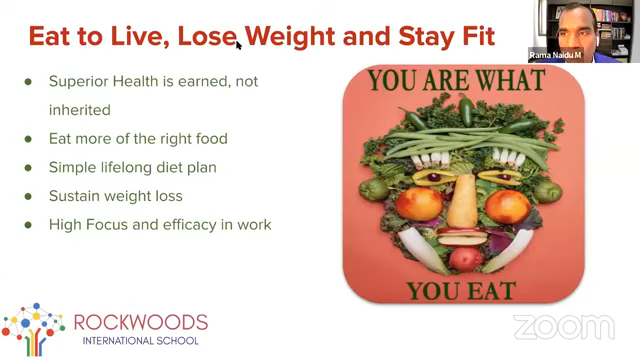 Eat to Live, Lose Weight and Stay Fit
Rama Naidu M
● Superior Health is earned, not
inherited
● Eat more of the right food
● Simple lifelong diet plan
● Sustain weight loss
● High Focus and efficacy in work
YOU ARE WHAT
YOU EAT
ROCKWOODS
INTERNATIONAL SCHOOL
zoom